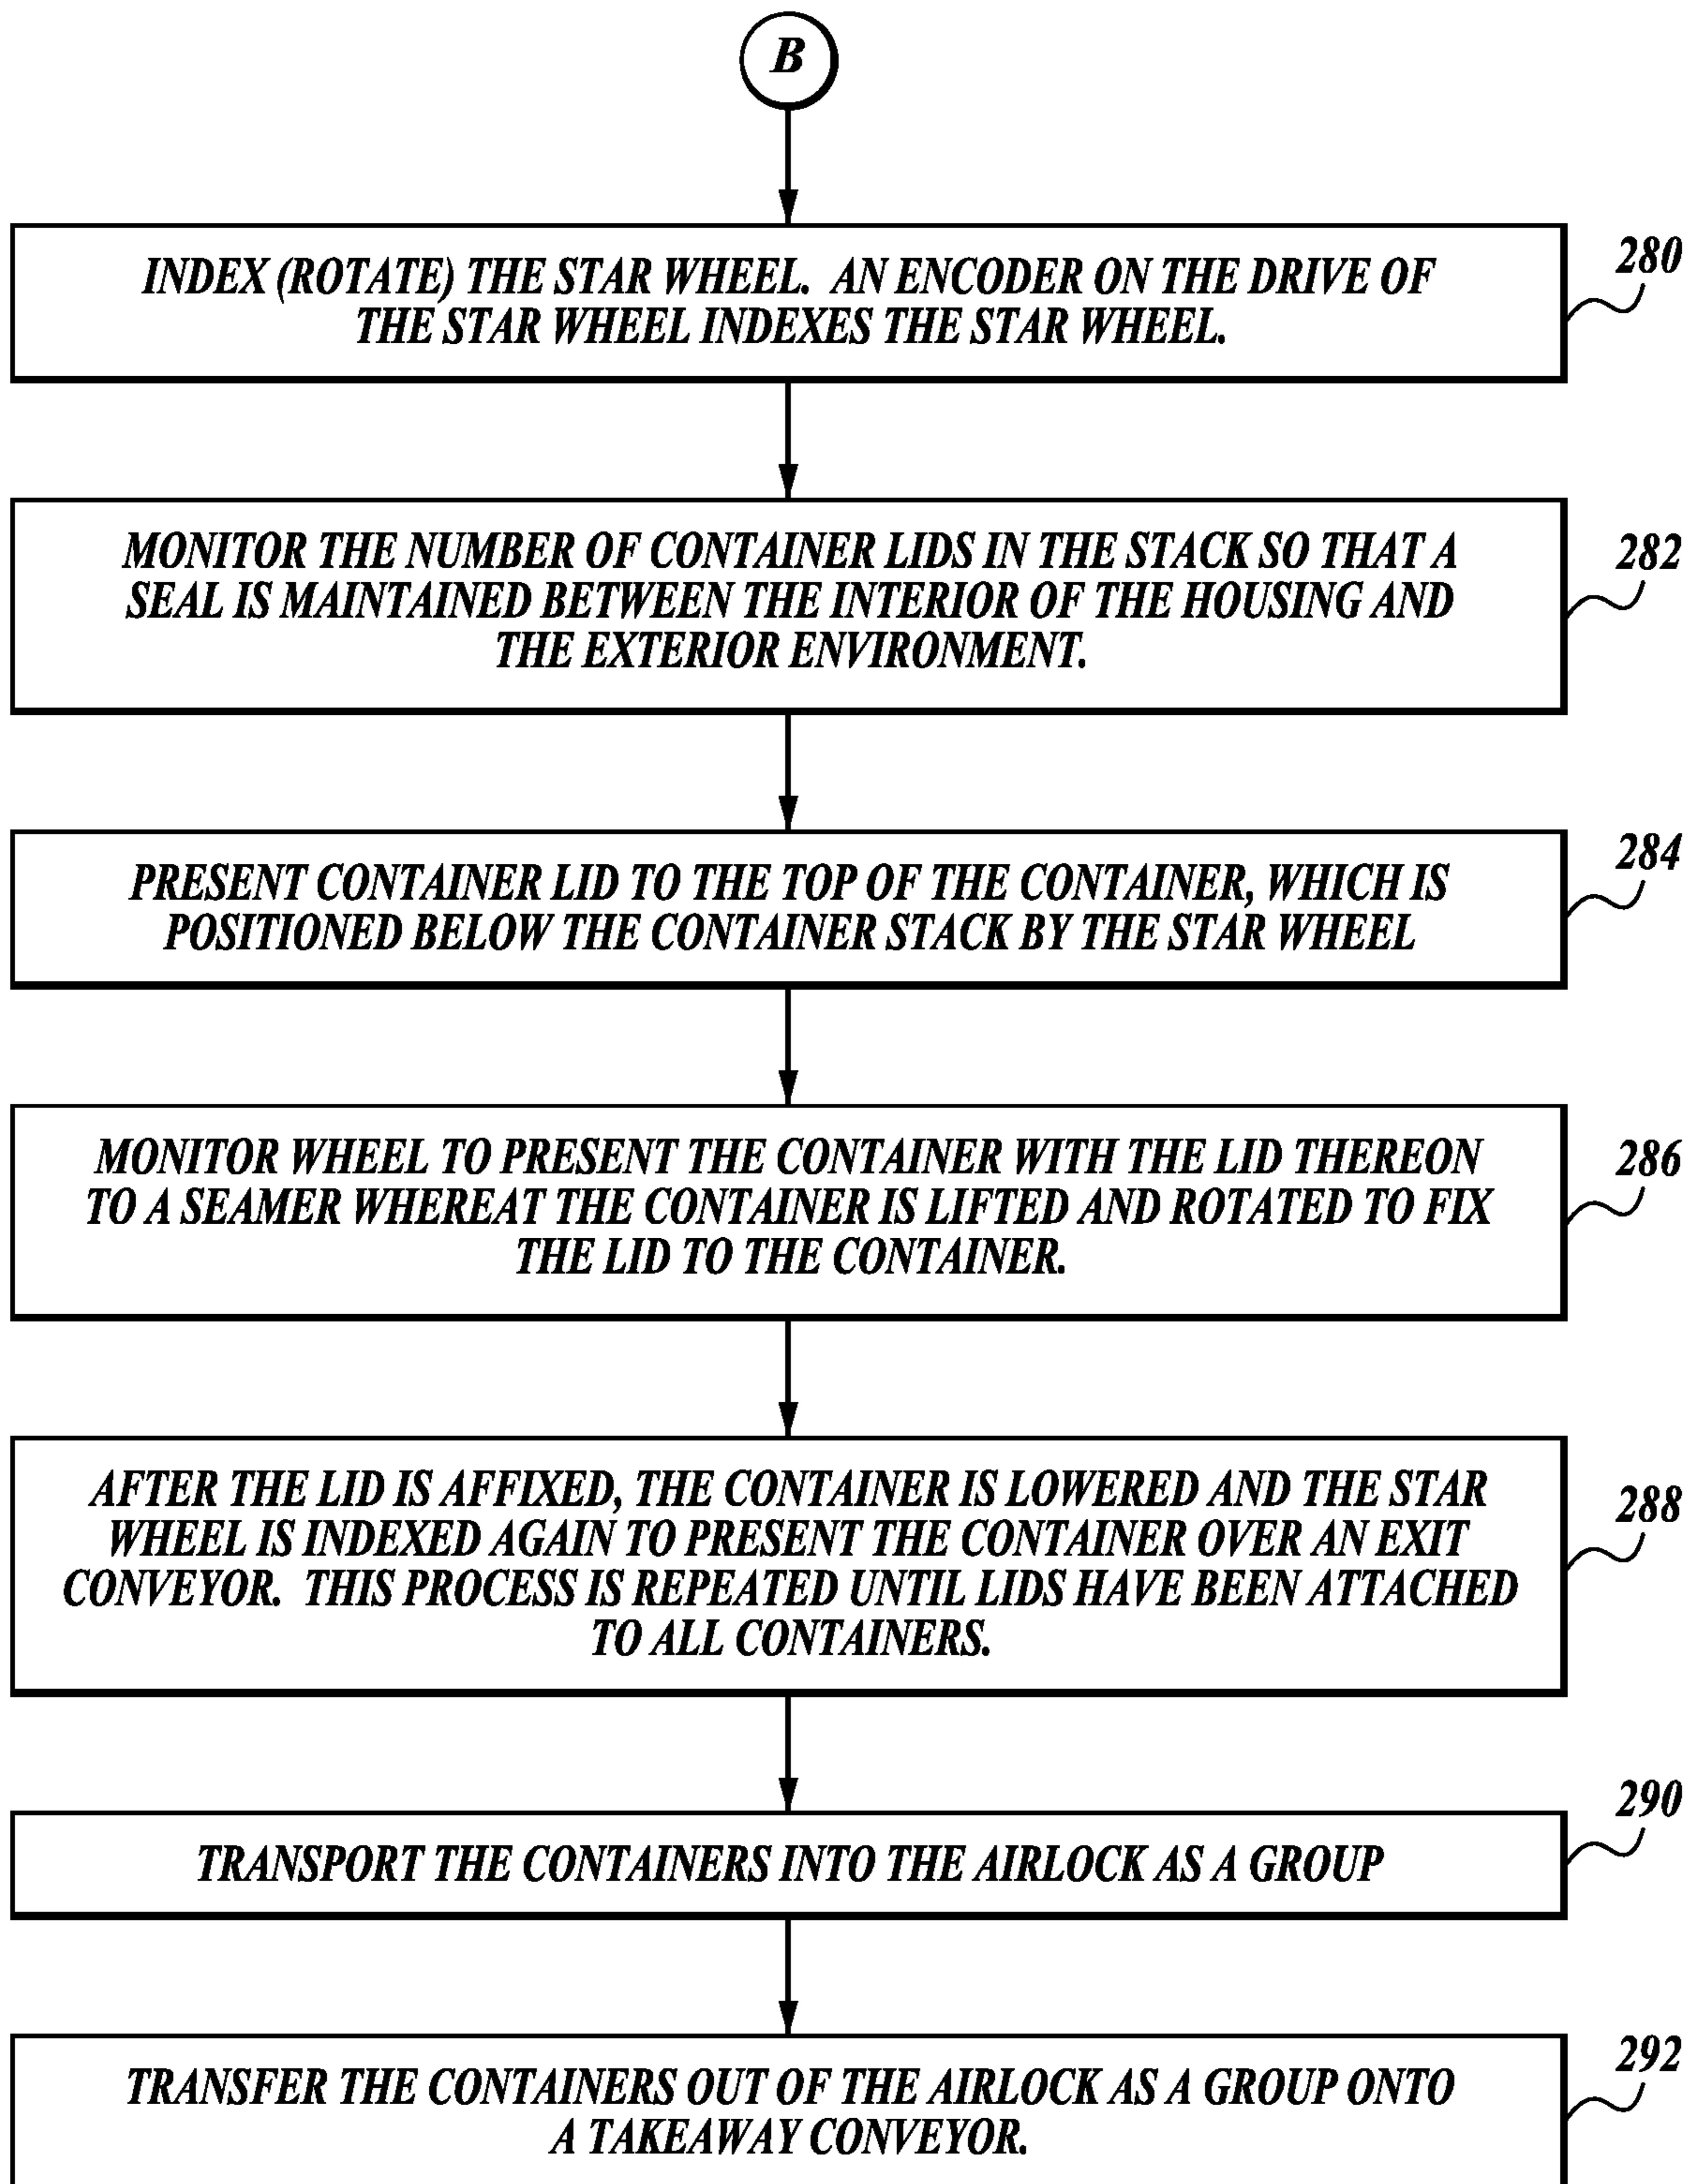 B
INDEX (ROTATE) THE STAR WHEEL. AN ENCODER ON THE DRIVE OF
THE STAR WHEEL INDEXES THE STAR WHEEL.
280
MONITOR THE NUMBER OF CONTAINER LIDS IN THE STACK SO THAT A
SEAL IS MAINTAINED BETWEEN THE INTERIOR OF THE HOUSING AND
THE EXTERIOR ENVIRONMENT.
282
PRESENT CONTAINER LID TO THE TOP OF THE CONTAINER, WHICH IS
POSITIONED BELOW THE CONTAINER STACK BY THE STAR WHEEL
284
MONITOR WHEEL TO PRESENT THE CONTAINER WITH THE LID THEREON
TO A SEAMER WHEREAT THE CONTAINER IS LIFTED AND ROTATED TO FIX
THE LID TO THE CONTAINER.
286
AFTER THE LID IS AFFIXED, THE CONTAINER IS LOWERED AND THE STAR
WHEEL IS INDEXED AGAIN TO PRESENT THE CONTAINER OVER AN EXIT
CONVEYOR. THIS PROCESS IS REPEATED UNTIL LIDS HAVE BEEN ATTACHED
TO ALL CONTAINERS.
288
TRANSPORT THE CONTAINERS INTO THE AIRLOCK AS A GROUP
290
TRANSFER THE CONTAINERS OUT OF THE AIRLOCK AS A GROUP ONTO
A TAKEAWAY CONVEYOR.
292